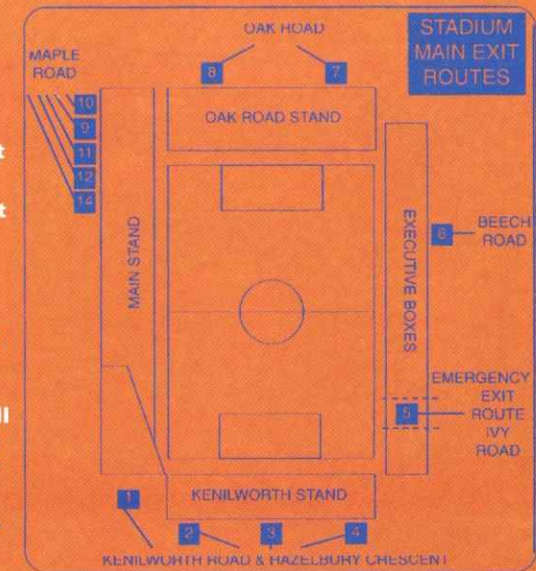 OAK ROAD
STADIUM
MAIN EXIT
ROUTES
MAPLE
ROAD
8
7
10
9
11
12
14
OAK ROAD STAND
MAIN STAND
EXECUTIVE BOXES
6
BEECH
ROAD
EMERGENCY
EXIT
ROUTE
IVY
ROAD
5
KENILWORTH STAND
1
2
3
4
KENILWORTH ROAD & HAZELBURY CRESCENT